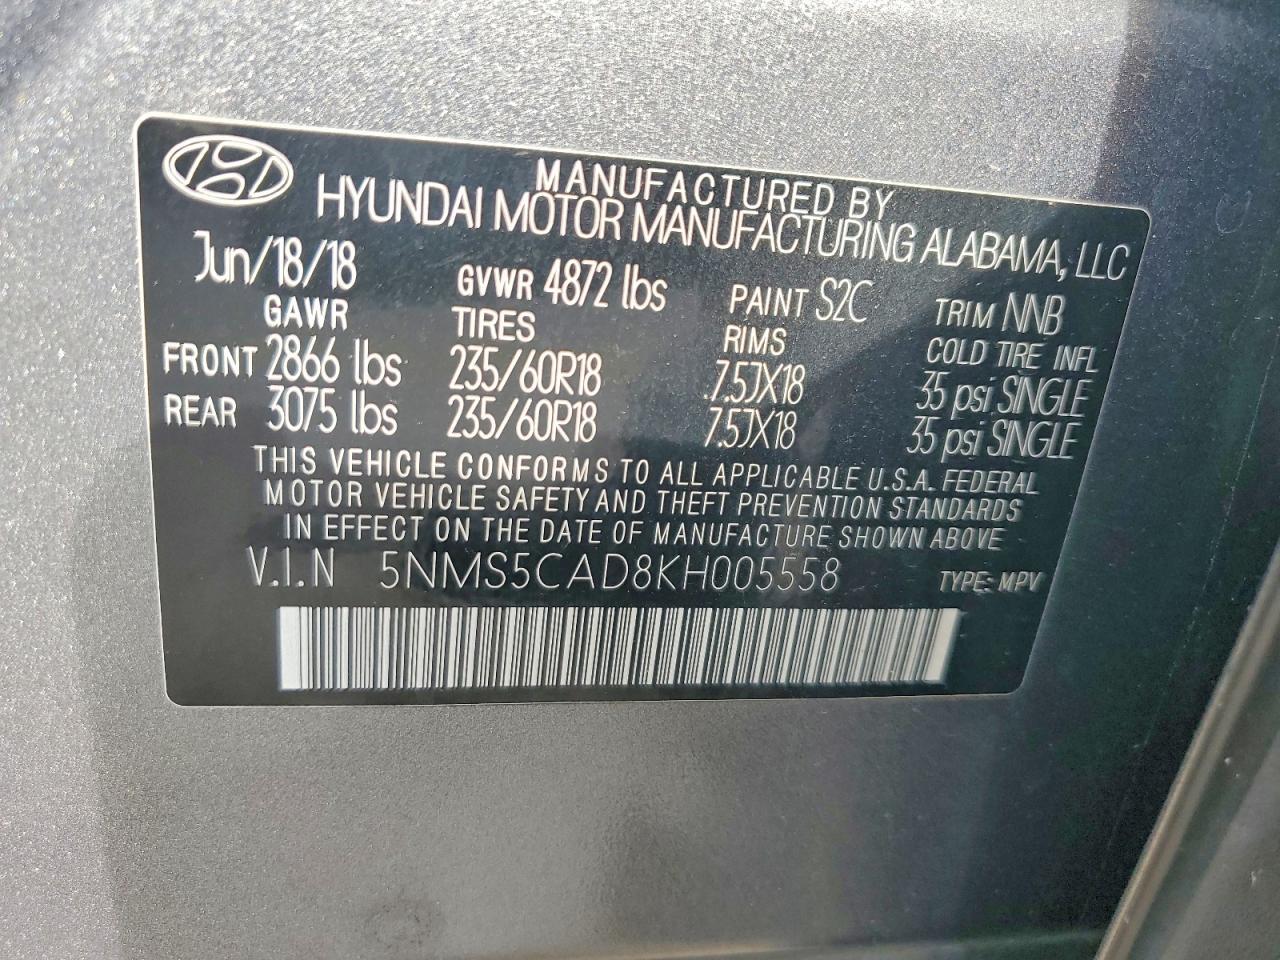 MANUFACTURED BY
HYUNDAI MOTOR MANUFACTURING ALABAMA, LLC
Jun/18/18 GVWR 4872 lbs PAINT S2C TRIM NNB
GAWR TIRES RIMS COLD TIRE INFL
FRONT 2866 lbs 235/60R18 7.5JX18 35 psi SINGLE
REAR 3075 lbs 235/60R18 7.5JX18 35 psi SINGLE
THIS VEHICLE CONFORMS TO ALL APPLICABLE U.S.A. FEDERAL
MOTOR VEHICLE SAFETY AND THEFT PREVENTION STANDARDS
IN EFFECT ON THE DATE OF MANUFACTURE SHOWN ABOVE
V.I.N 5NMS5CAD8KH005558 TYPE: MPV